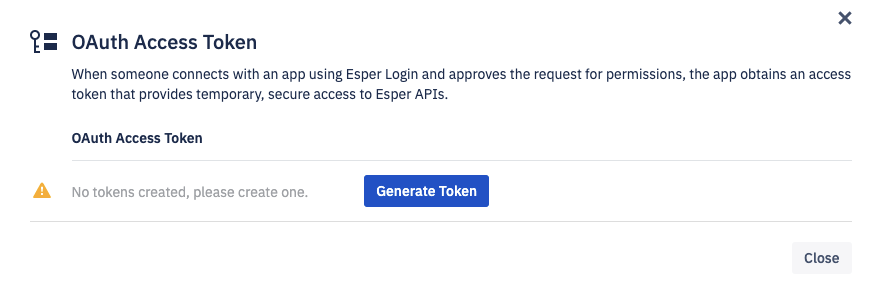 OAuth Access Token
When someone connects with an app using Esper Login and approves the request for permissions, the app obtains an access
token that provides temporary, secure access to Esper APIs.
OAuth Access Token
No tokens created, please create one.
Generate Token
Close